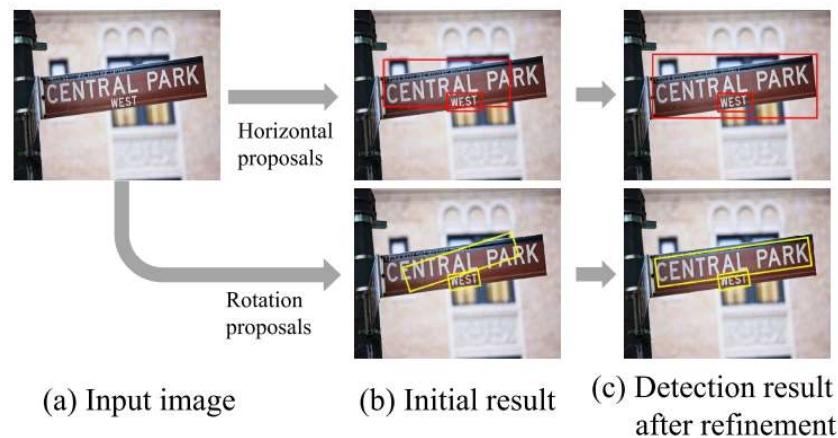 CENTRAL PARK
WEST
Horizontal
proposals
CENTRAL PARK
WEST
CENTRAL PARK
WEST
Rotation
proposals
CENTRAL PARK
WEST
CENTRAL PARK
WEST
(a) Input image
(b) Initial result
(c) Detection result
after refinement